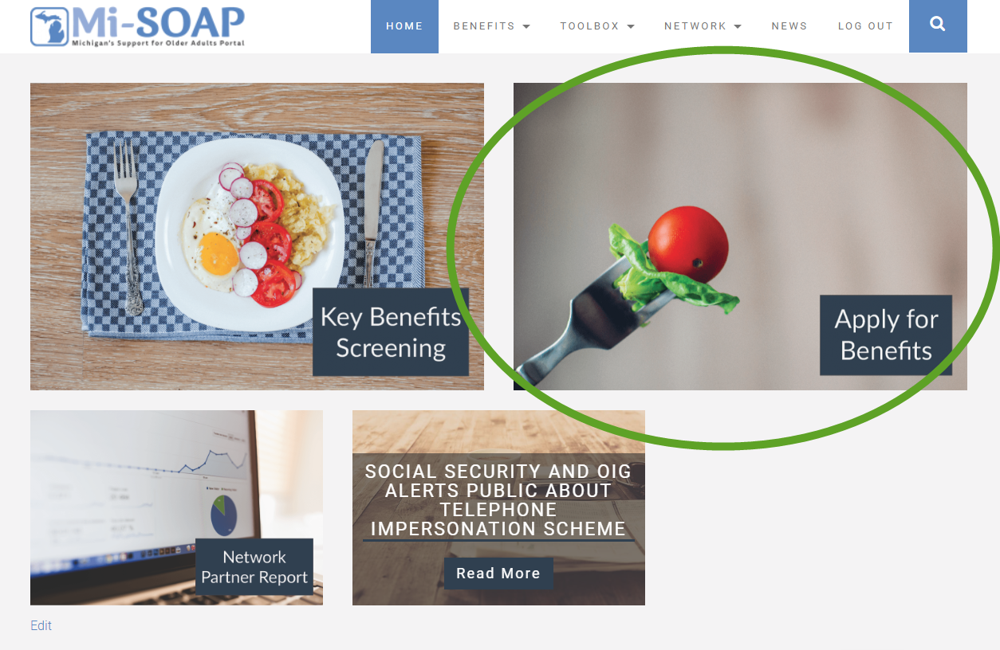 Mi-SOAP
Michigan's Support for Older Adults Portal
HOME
BENEFITS
TOOLBOX
NETWORK
NEWS
LOG OUT
Key Benefits
Screening
Apply for
Benefits
Network
Partner Report
SOCIAL SECURITY AND OIG
ALERTS PUBLIC ABOUT
TELEPHONE
IMPERSONATION SCHEME
Read More
Edit